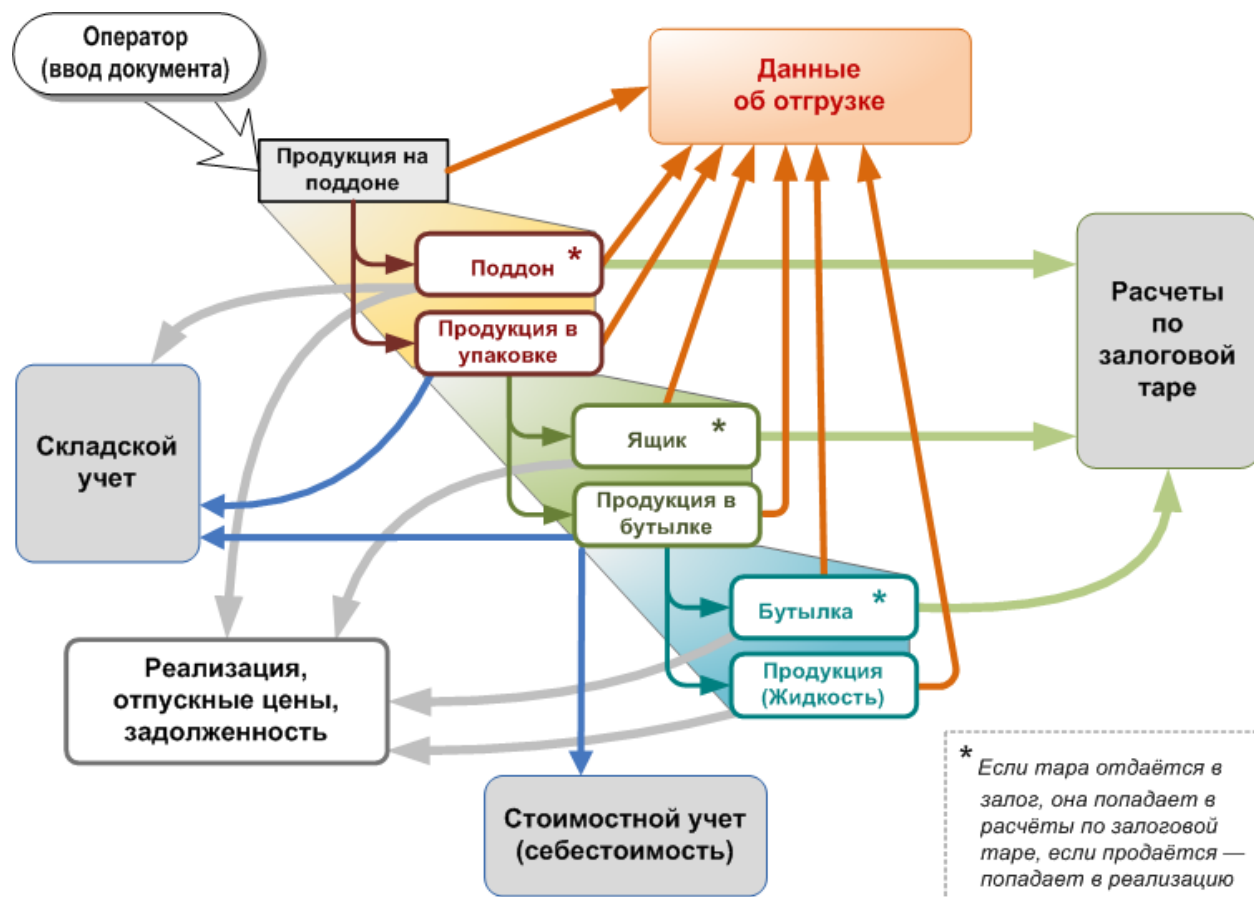 Оператор
(ввод документа)
Данные
об отгрузке
Продукция на
поддоне
Поддон *
Продукция в
упаковке
Расчеты
по
залоговой
таре
Ящик *
Складской
учет
Продукция в
бутылке
Бутылка *
Реализация,
отпускные цены,
задолженность
Продукция
(Жидкость)
Стоимостной учет
(себестоимость)
* Если тара отдаётся в
залог, она попадает в
расчёты по залоговой
таре, если продаётся —
попадает в реализацию